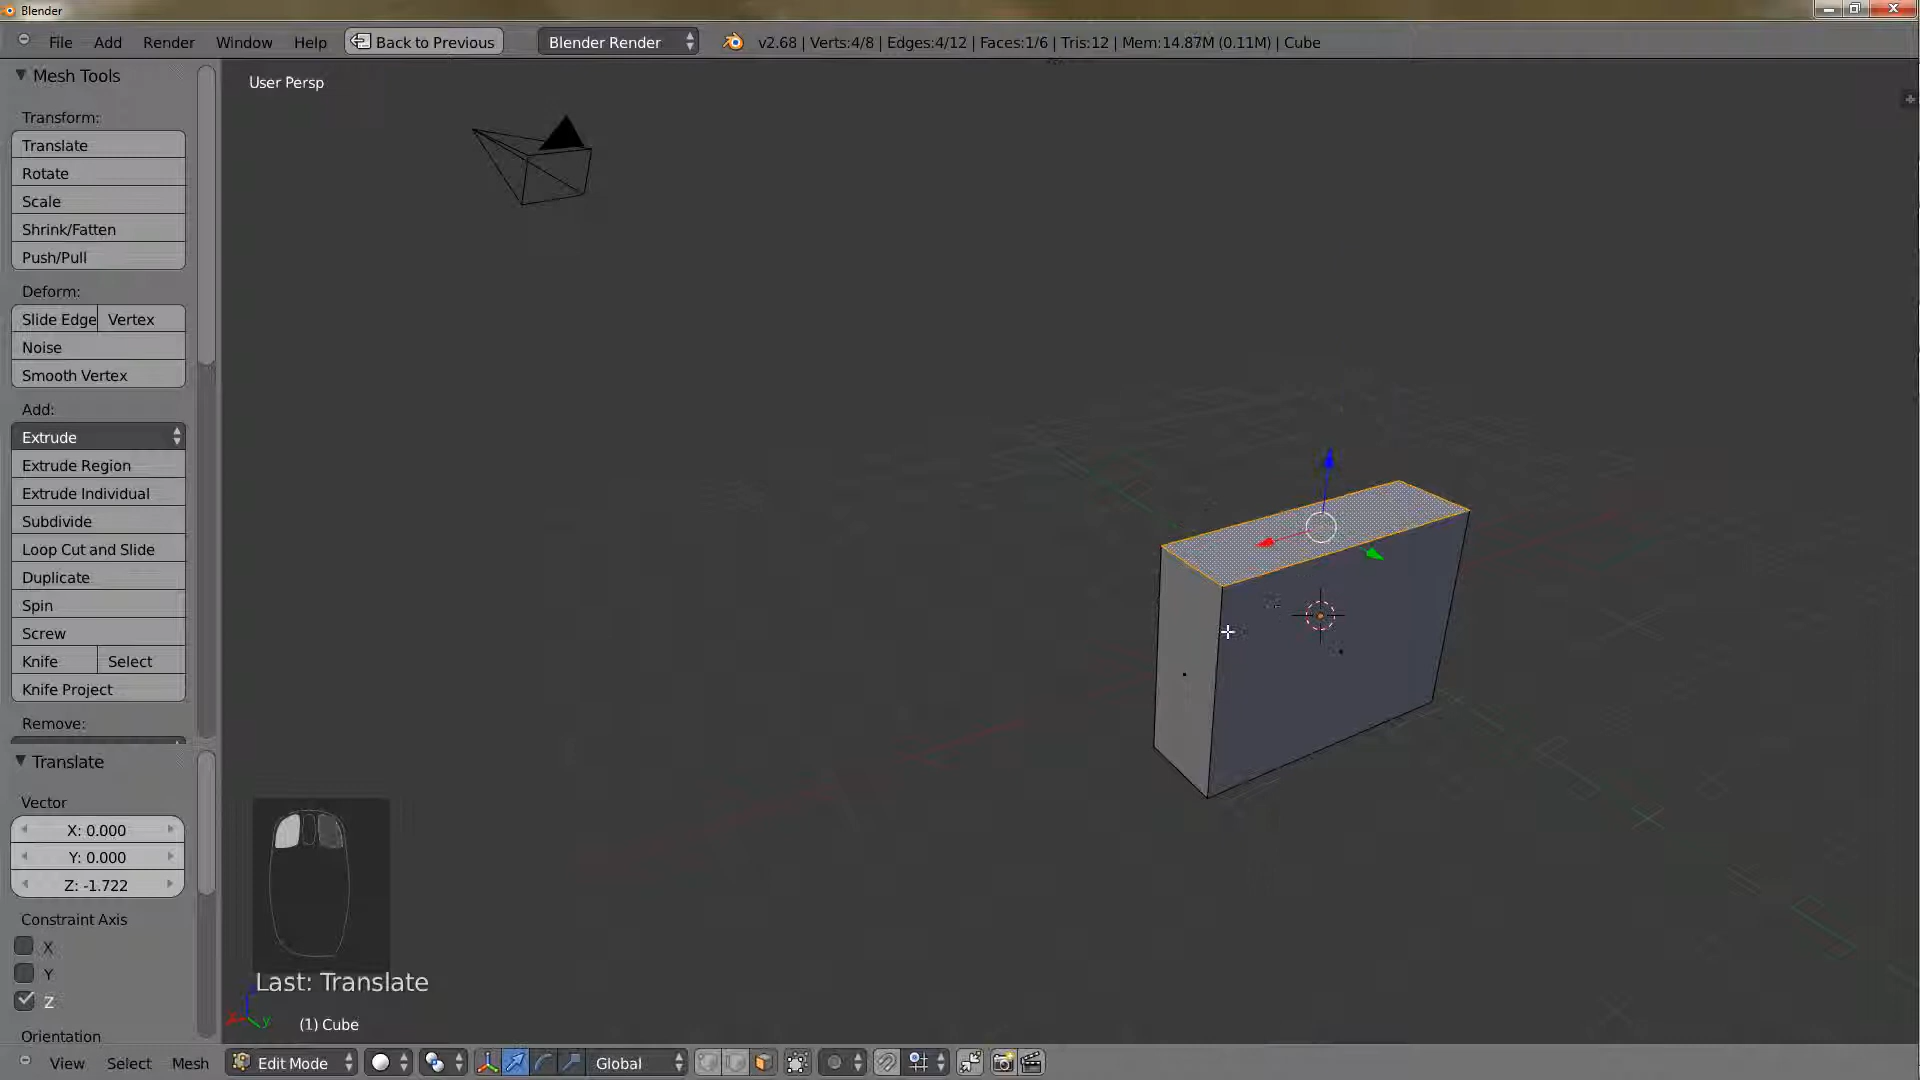 Blender
File Add Render Window Help Back to Previous Blender Render v2.68 | Verts:4/8 | Edges:4/12 | Faces:1/6 | Tris:12 | Mem:14.87M (0.11M) | Cube
Mesh Tools
User Persp
Transform:
Translate
Rotate
Scale
Shrink/Fatten
Push/Pull
Deform:
Slide Edge Vertex
Noise
Smooth Vertex
Add:
Extrude
Extrude Region
Extrude Individual
Subdivide
Loop Cut and Slide
Duplicate
Spin
Screw
Knife Select
Knife Project
Remove:
Translate
Vector
X: 0.000
Y: 0.000
Z: -1.722
Constraint Axis
X
Y
Z
Last: Translate
x y
(1) Cube
Orientation
View Select Mesh Edit Mode Global